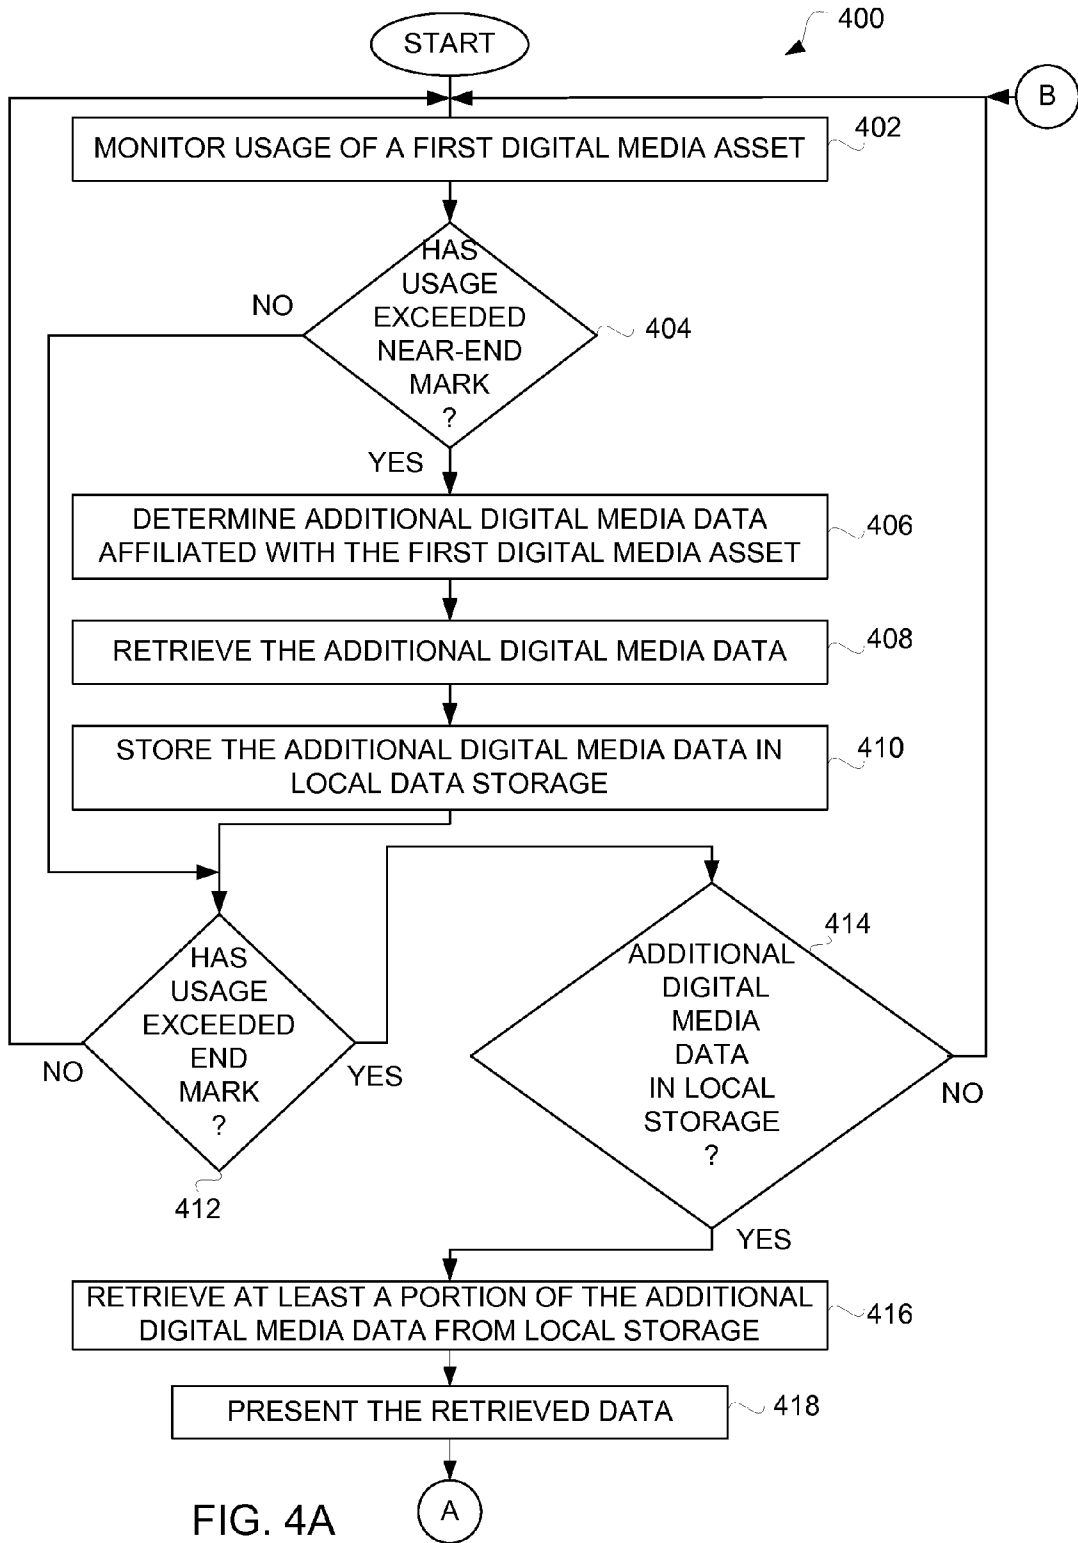 400
START
B
MONITOR USAGE OF A FIRST DIGITAL MEDIA ASSET
402
HAS
USAGE
EXCEEDED
NEAR-END
MARK
?
NO
404
YES
DETERMINE ADDITIONAL DIGITAL MEDIA DATA
AFFILIATED WITH THE FIRST DIGITAL MEDIA ASSET
406
RETRIEVE THE ADDITIONAL DIGITAL MEDIA DATA
408
STORE THE ADDITIONAL DIGITAL MEDIA DATA IN
LOCAL DATA STORAGE
410
HAS
USAGE
EXCEEDED
END
MARK
?
NO
YES
412
414
ADDITIONAL
DIGITAL
MEDIA
DATA
IN LOCAL
STORAGE
?
NO
YES
RETRIEVE AT LEAST A PORTION OF THE ADDITIONAL
DIGITAL MEDIA DATA FROM LOCAL STORAGE
416
PRESENT THE RETRIEVED DATA
418
A
FIG. 4A